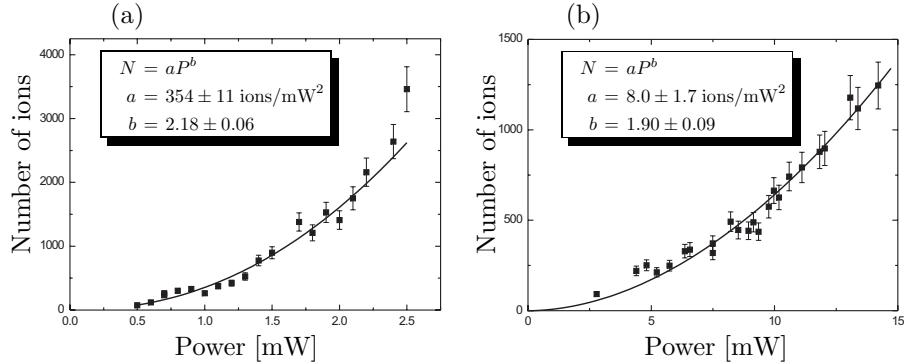 (a)
N = aP^b
a = 354 ± 11 ions/mW^2
b = 2.18 ± 0.06
Number of ions
4000
3000
2000
1000
0
0.0 0.5 1.0 1.5 2.0 2.5
Power [mW]
(b)
N = aP^b
a = 8.0 ± 1.7 ions/mW^2
b = 1.90 ± 0.09
Number of ions
1500
1000
500
0
0 5 10 15
Power [mW]